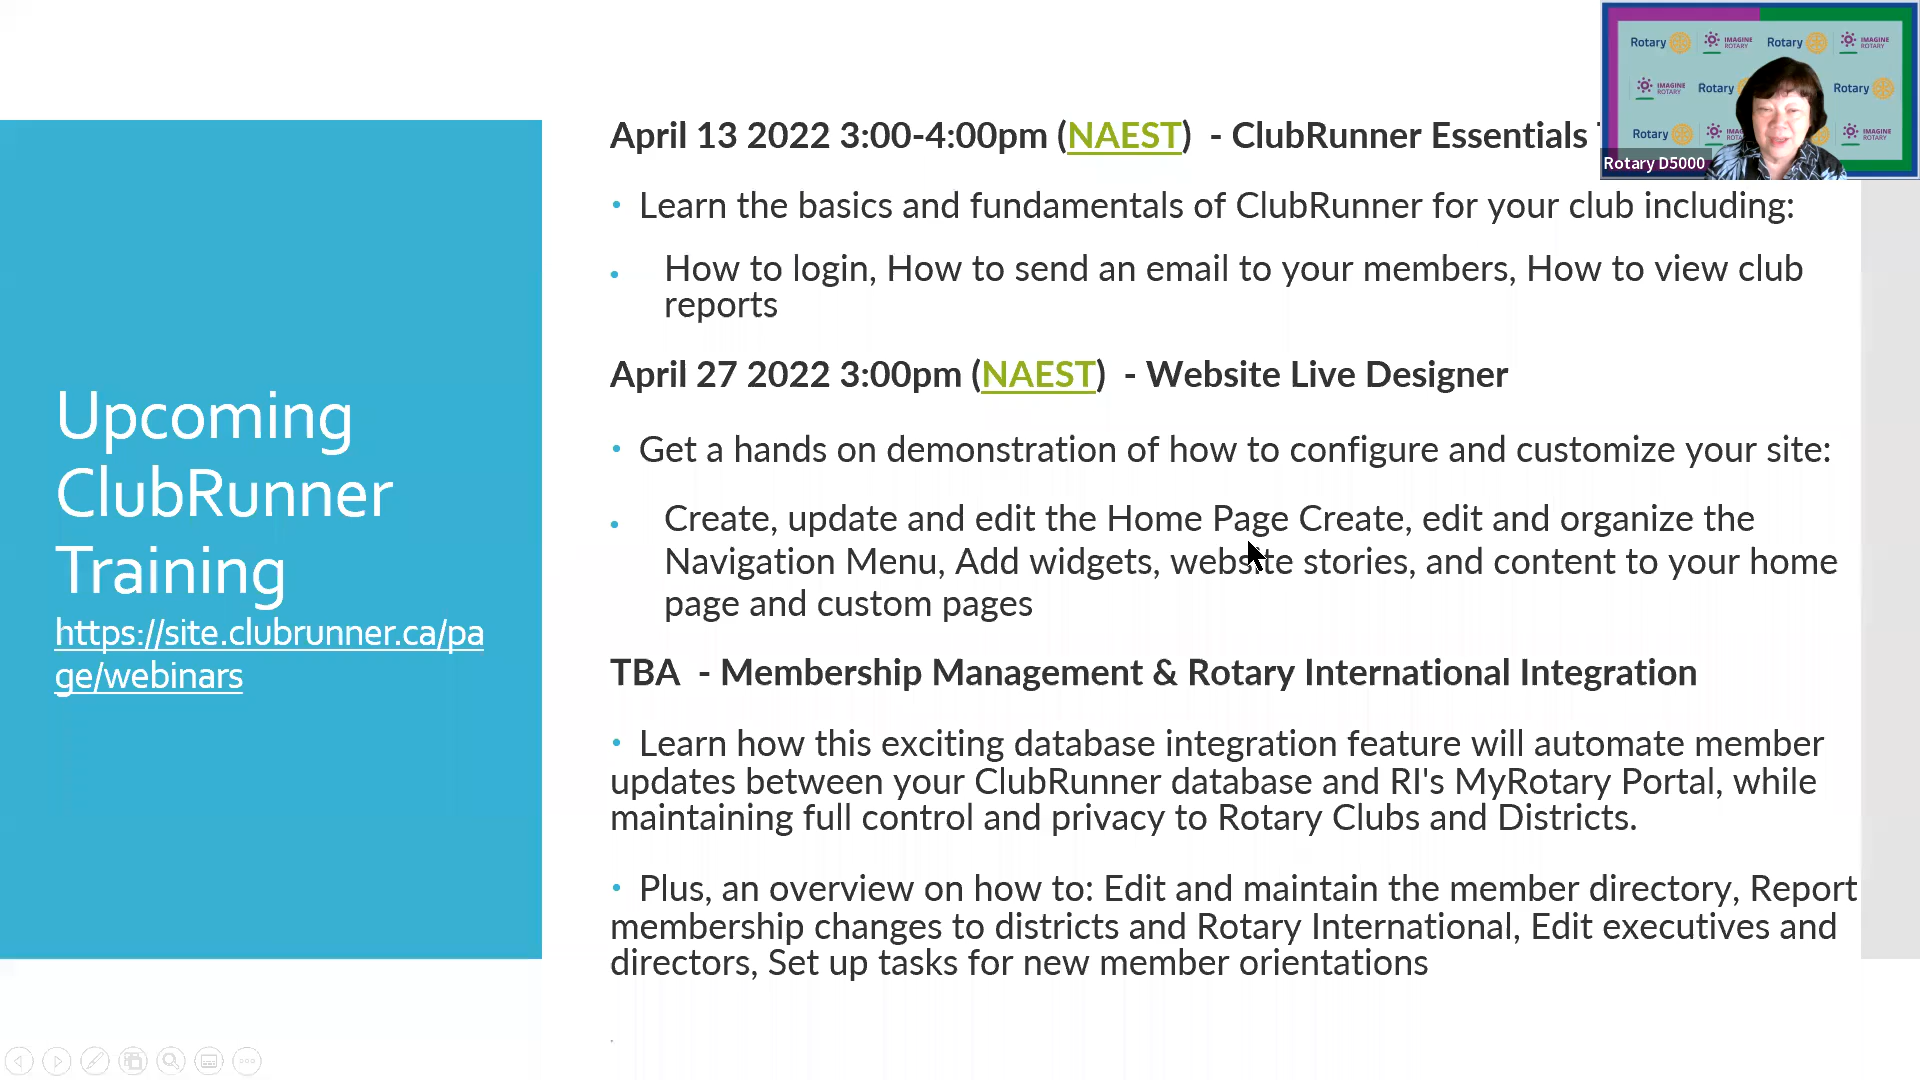 Upcoming
ClubRunner
Training
https://site.clubrunner.ca/pa
ge/webinars
April 13 2022 3:00-4:00pm (NAEST)  - ClubRunner Essentials
• Learn the basics and fundamentals of ClubRunner for your club including:
• How to login, How to send an email to your members, How to view club
reports
April 27 2022 3:00pm (NAEST)  - Website Live Designer
• Get a hands on demonstration of how to configure and customize your site:
• Create, update and edit the Home Page Create, edit and organize the
Navigation Menu, Add widgets, website stories, and content to your home
page and custom pages
TBA  - Membership Management & Rotary International Integration
• Learn how this exciting database integration feature will automate member
updates between your ClubRunner database and RI's MyRotary Portal, while
maintaining full control and privacy to Rotary Clubs and Districts.
• Plus, an overview on how to: Edit and maintain the member directory, Report
membership changes to districts and Rotary International, Edit executives and
directors, Set up tasks for new member orientations
Rotary IMAGINE ROTARY Rotary IMAGINE ROTARY
IMAGINE ROTARY Rotary Rotary
Rotary IMAGINE ROTARY
Rotary D5000